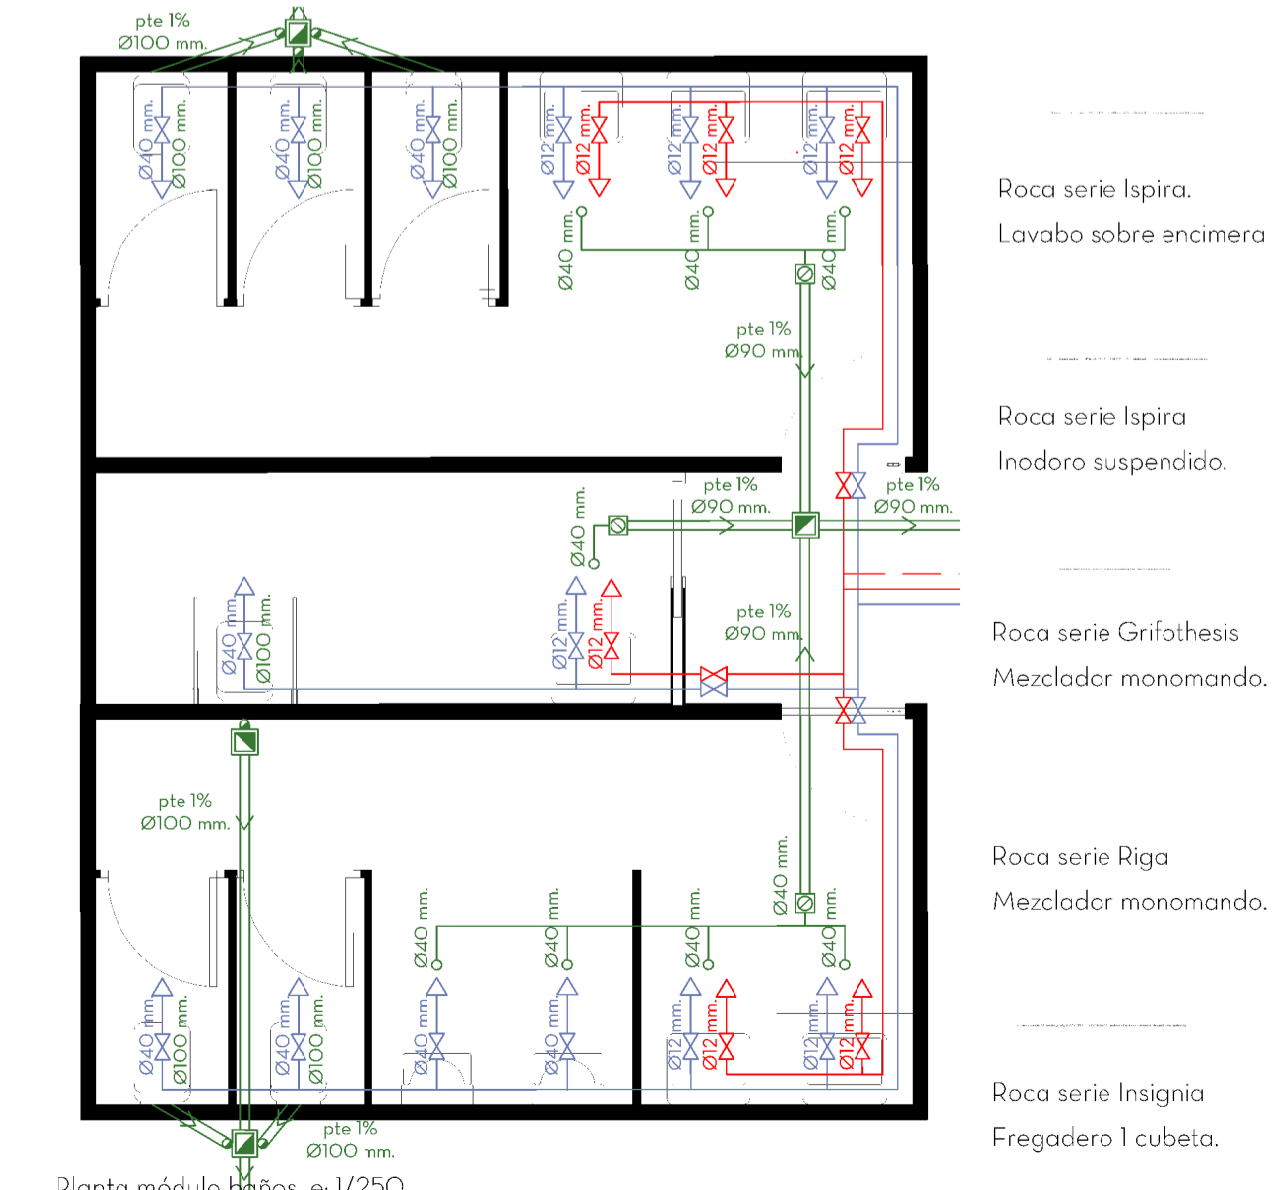 pte 1%
Ø100 mm.
Ø40 mm.
Ø100 mm.
Ø40 mm.
Ø100 mm.
Ø40 mm.
Ø100 mm.
Ø12 mm.
Ø12 mm.
Ø12 mm.
Ø12 mm.
Ø12 mm.
Ø12 mm.
Ø40 mm.
Ø40 mm.
Ø40 mm.
pte 1%
Ø90 mm.
pte 1%
Ø90 mm.
pte 1%
Ø90 mm.
Ø40 mm.
Ø40 mm.
Ø100 mm.
Ø12 mm.
Ø12 mm.
pte 1%
Ø90 mm.
pte 1%
Ø100 mm.
Ø40 mm.
Ø40 mm.
Ø40 mm.
Ø40 mm.
Ø40 mm.
Ø40 mm.
Ø100 mm.
Ø40 mm.
Ø100 mm.
Ø40 mm.
Ø40 mm.
Ø12 mm.
Ø12 mm.
Ø12 mm.
Ø12 mm.
pte 1%
Ø100 mm.
Planta módulo baños. e: 1/250
Roca serie Ispira.
Lavabo sobre encimera
Roca serie Ispira
Inodoro suspendido.
Roca serie Grifothesis
Mezclador monomando.
Roca serie Riga
Mezclador monomando.
Roca serie Insignia
Fregadero 1 cubeta.